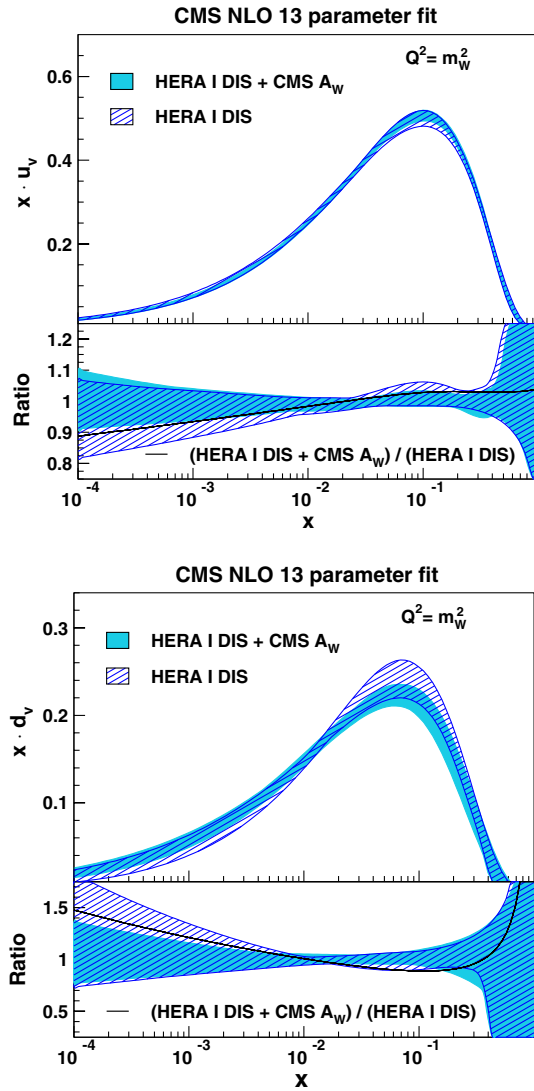 CMS NLO 13 parameter fit
Q² = m_W²
HERA I DIS + CMS A_W
HERA I DIS
x · u_v
0.6
0.4
0.2
Ratio
1.2
1.1
1
0.9
0.8
(HERA I DIS + CMS A_W) / (HERA I DIS)
10⁻⁴ 10⁻³ 10⁻² 10⁻¹
x
CMS NLO 13 parameter fit
Q² = m_W²
HERA I DIS + CMS A_W
HERA I DIS
x · d_v
0.3
0.2
0.1
Ratio
1.5
1
0.5
(HERA I DIS + CMS A_W) / (HERA I DIS)
10⁻⁴ 10⁻³ 10⁻² 10⁻¹
x